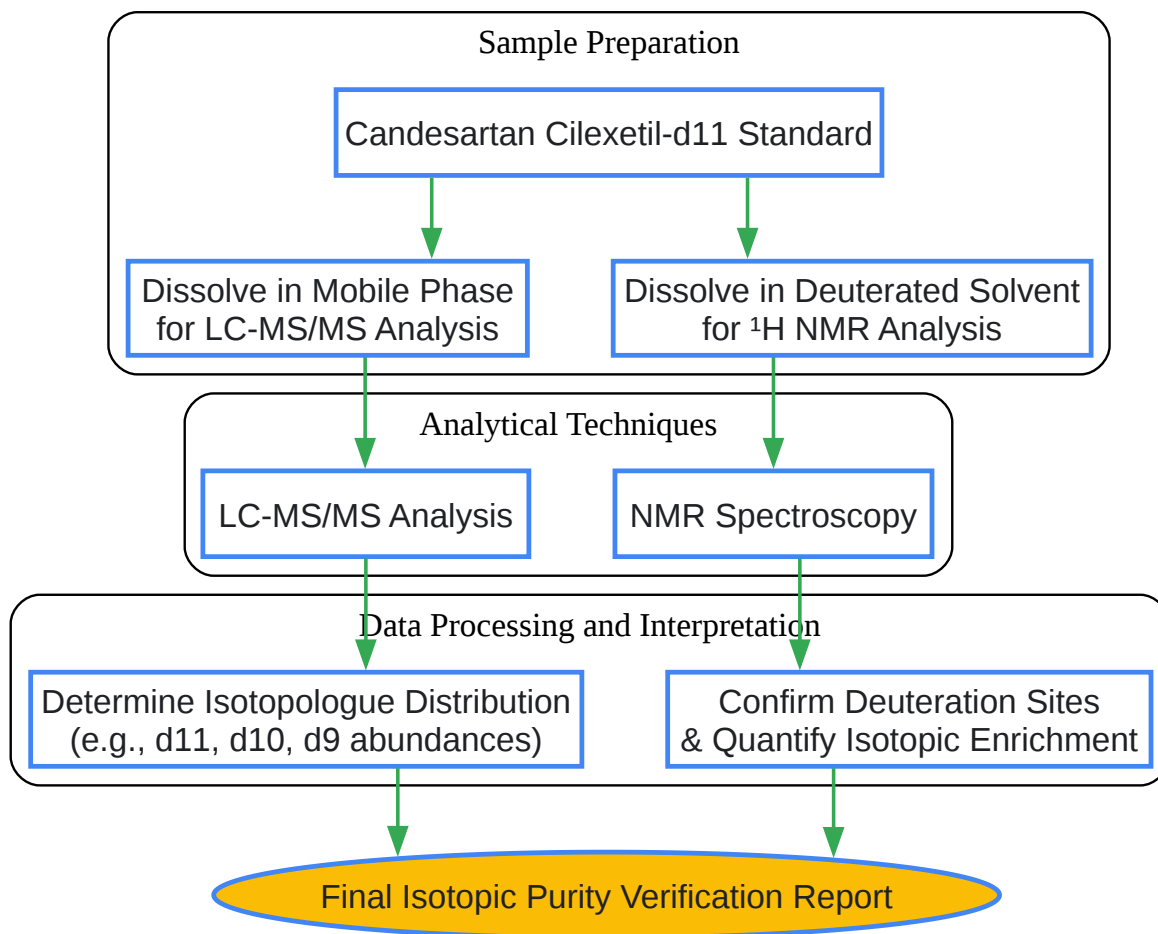 Sample Preparation
Candesartan Cilexetil-d11 Standard
Dissolve in Mobile Phase
for LC-MS/MS Analysis
Dissolve in Deuterated Solvent
for ¹H NMR Analysis
Analytical Techniques
LC-MS/MS Analysis
NMR Spectroscopy
Data Processing and Interpretation
Determine Isotopologue Distribution
(e.g., d11, d10, d9 abundances)
Confirm Deuteration Sites
& Quantify Isotopic Enrichment
Final Isotopic Purity Verification Report